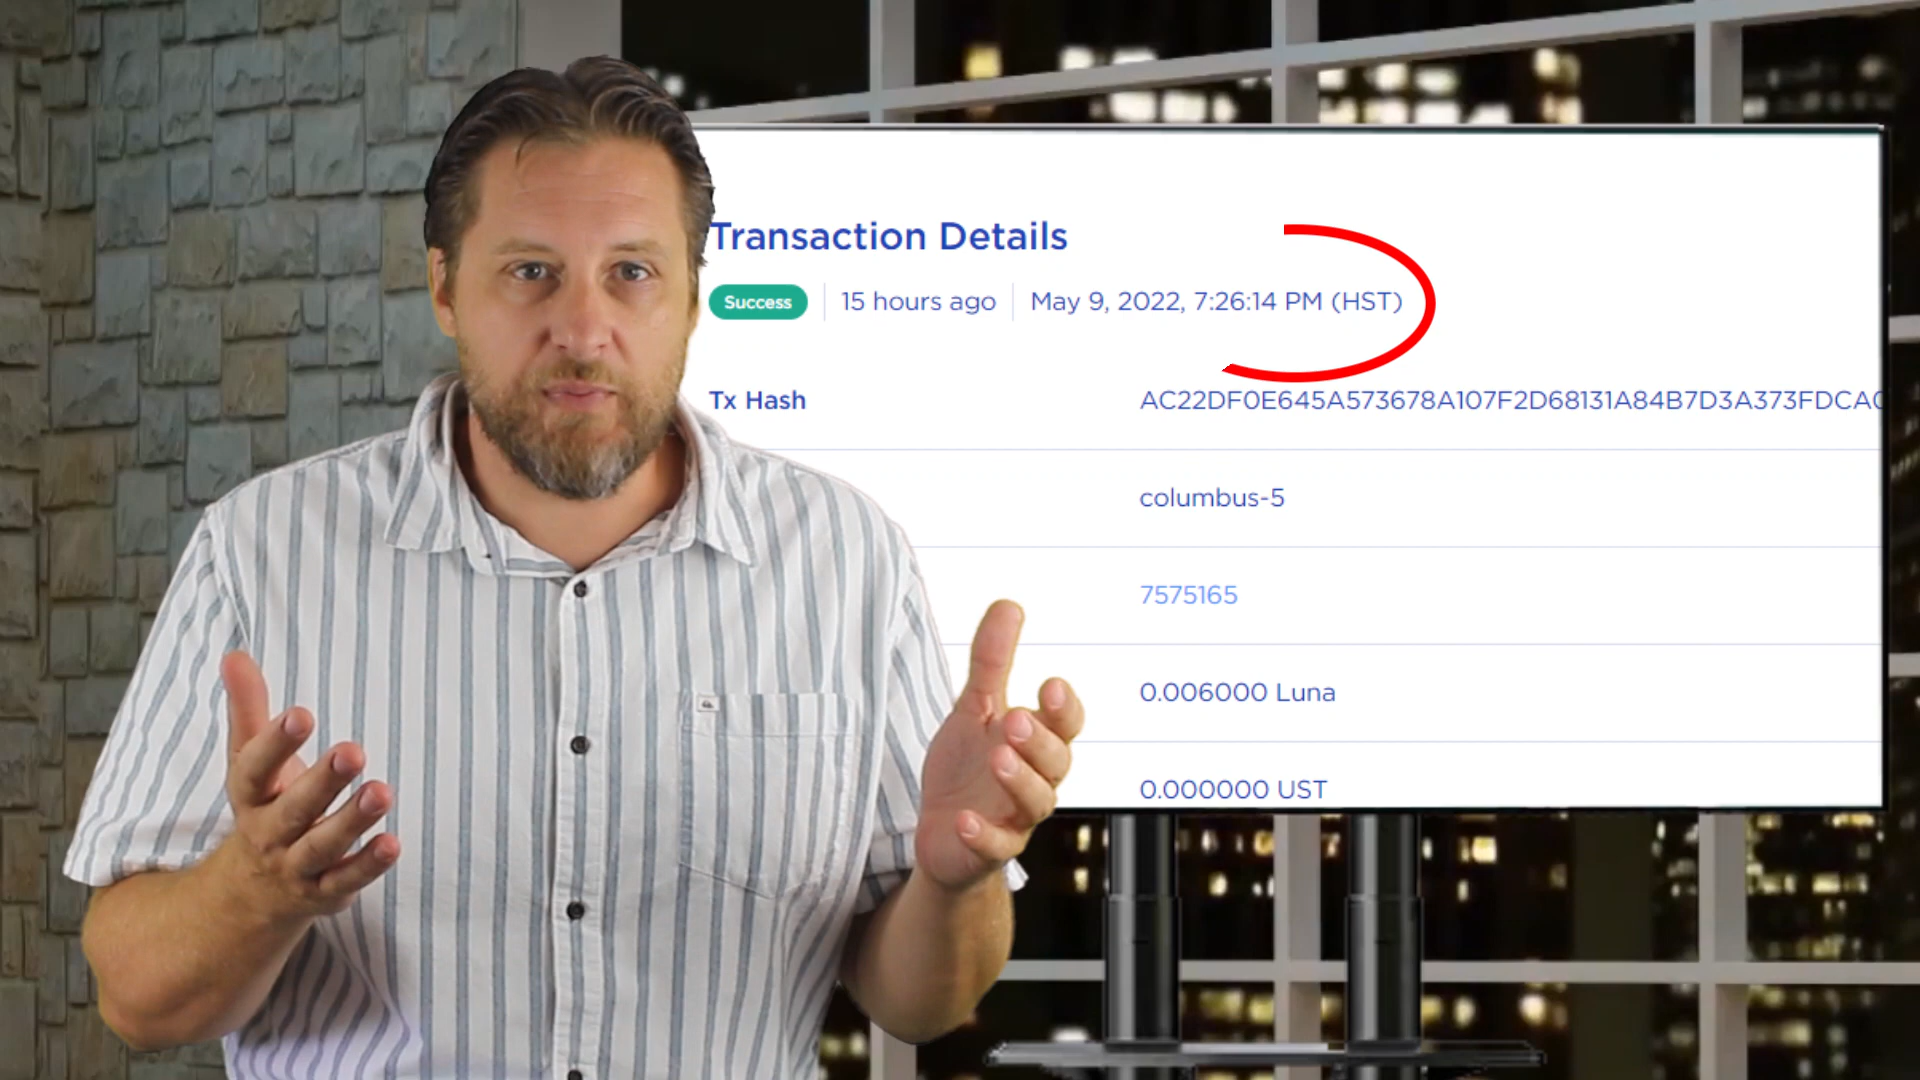 Transaction Details
Success 15 hours ago May 9, 2022, 7:26:14 PM (HST)
Tx Hash AC22DF0E645A573678A107F2D68131A84B7D3A373FDCAC
columbus-5
7575165
0.006000 Luna
0.000000 UST